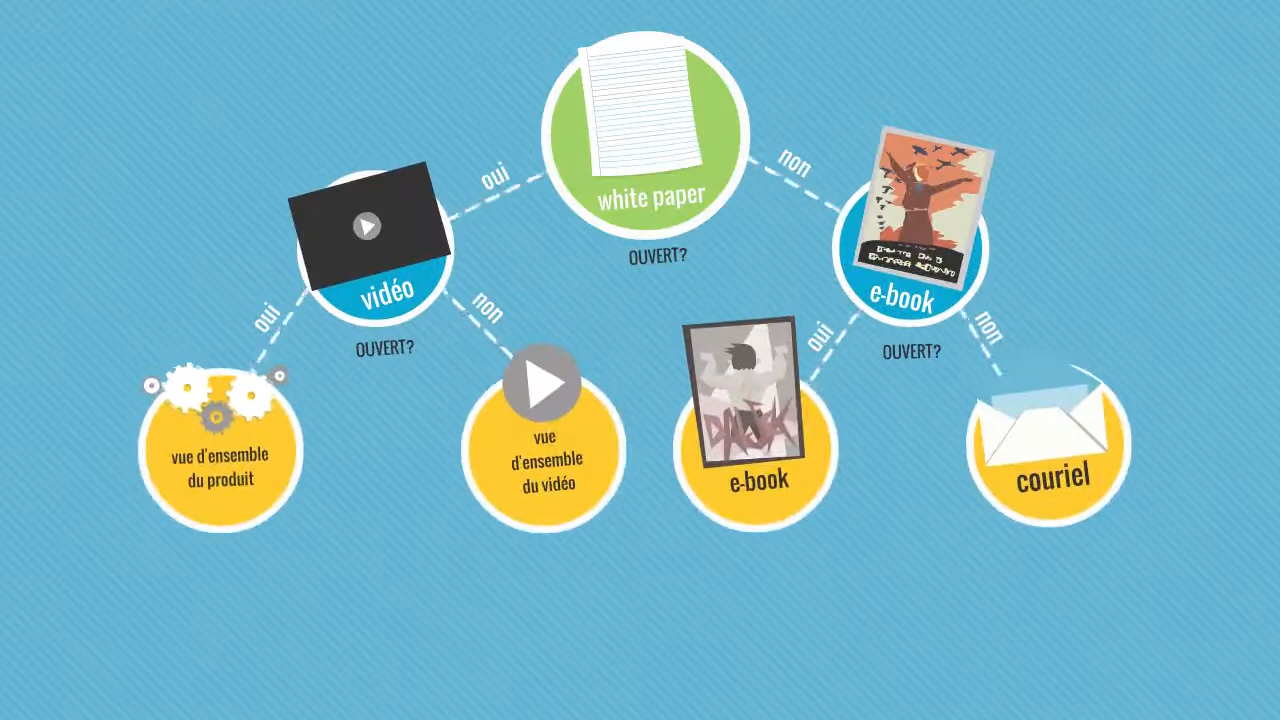 white paper
OUVERT?
oui
non
vidéo
OUVERT?
e-book
OUVERT?
oui
non
oui
non
vue d'ensemble
du produit
vue
d'ensemble
du vidéo
e-book
couriel